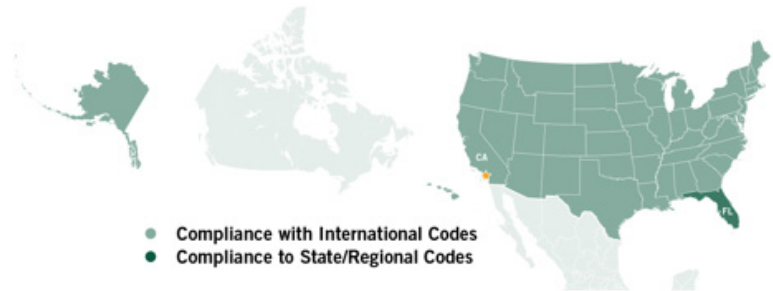 CA
FL
Compliance with International Codes
Compliance to State/Regional Codes